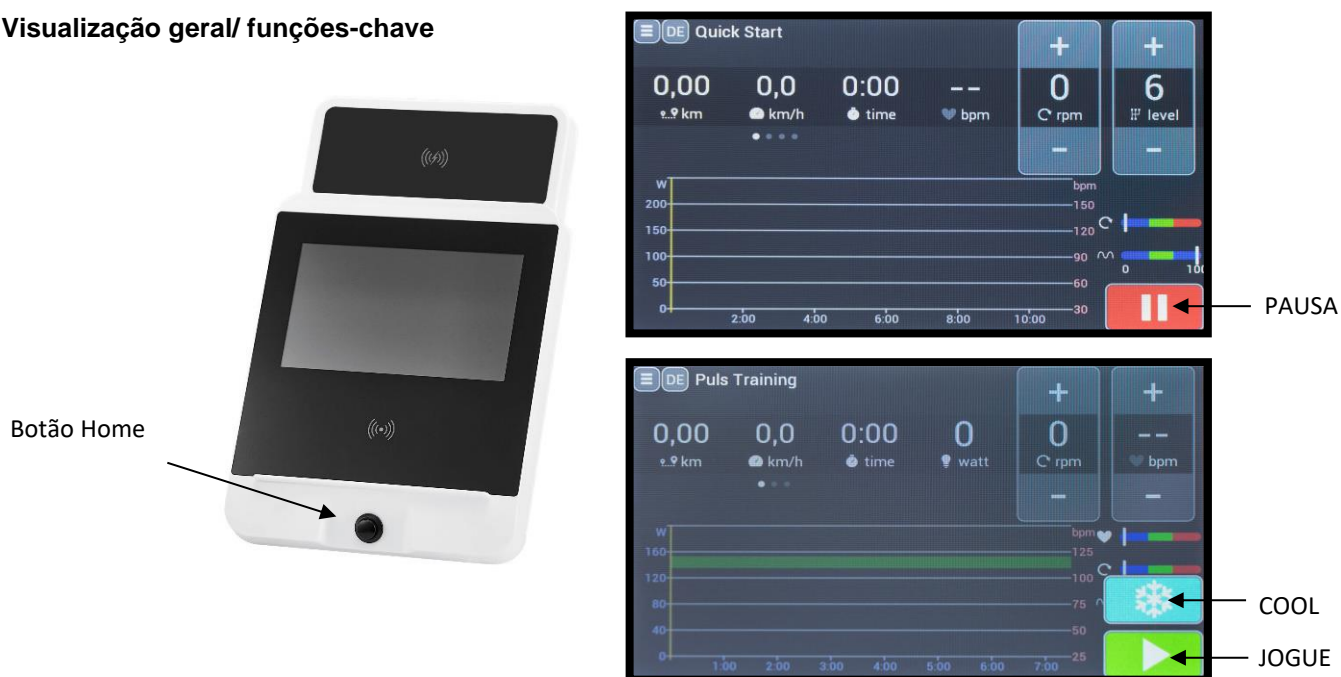 Visualização geral/ funções-chave
DE Quick Start
0,00 0,0 0:00 -- + 0 + 6
km km/h time bpm rpm level
- -
W bpm
200 150
150 120
100 90
0 100
50 60
0 30
2:00 4:00 6:00 8:00 10:00
PAUSA
DE Puls Training
+ +
0,00 0,0 0:00 0 0 --
km km/h time watt rpm bpm
- -
W bpm
160 125
120 100
80 75
40 50
0 25
1:00 2:00 3:00 4:00 5:00 6:00 7:00
Botão Home
COOL
JOGUE